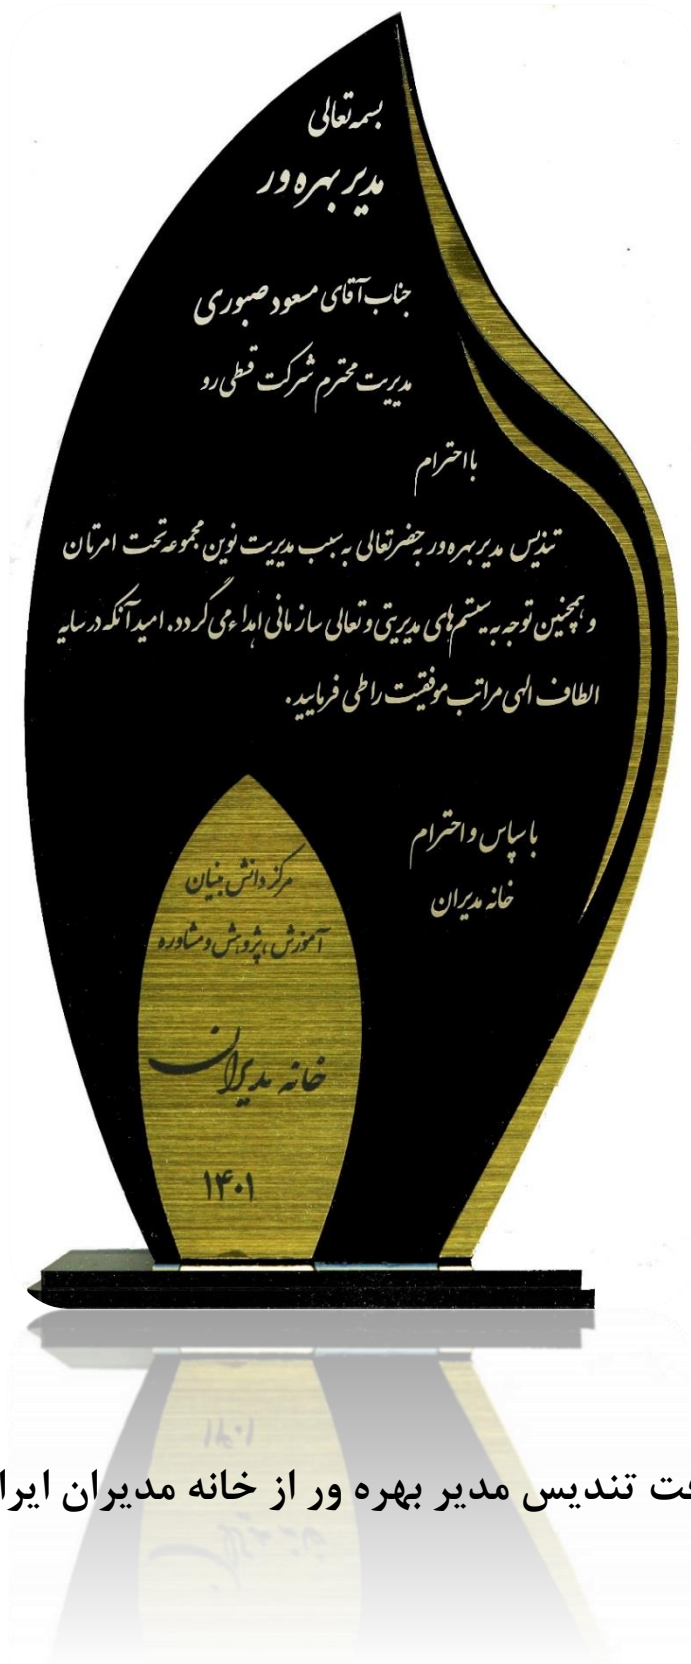 بسمه تعالی
مدیر بهره ور
جناب آقای مسعود صبوری
مدیریت محترم شرکت قطی رو
با احترام
تندیس مدیر بهره ور به حضرتعالی به سبب مدیریت نوین مجموعه تحت امرتان
و همچنین توجه به سیستم های مدیریتی و تعالی سازمانی اهداء می گردد. امید آنکه در سایه
الطاف الهی مراتب موفقیت را طی فرمایید.
با سپاس و احترام
خانه مدیران
مرکز دانش بنیان
آموزش، پژوهش و مشاوره
خانه مدیران
۱۴۰۱
تندیس مدیر بهره ور از خانه مدیران